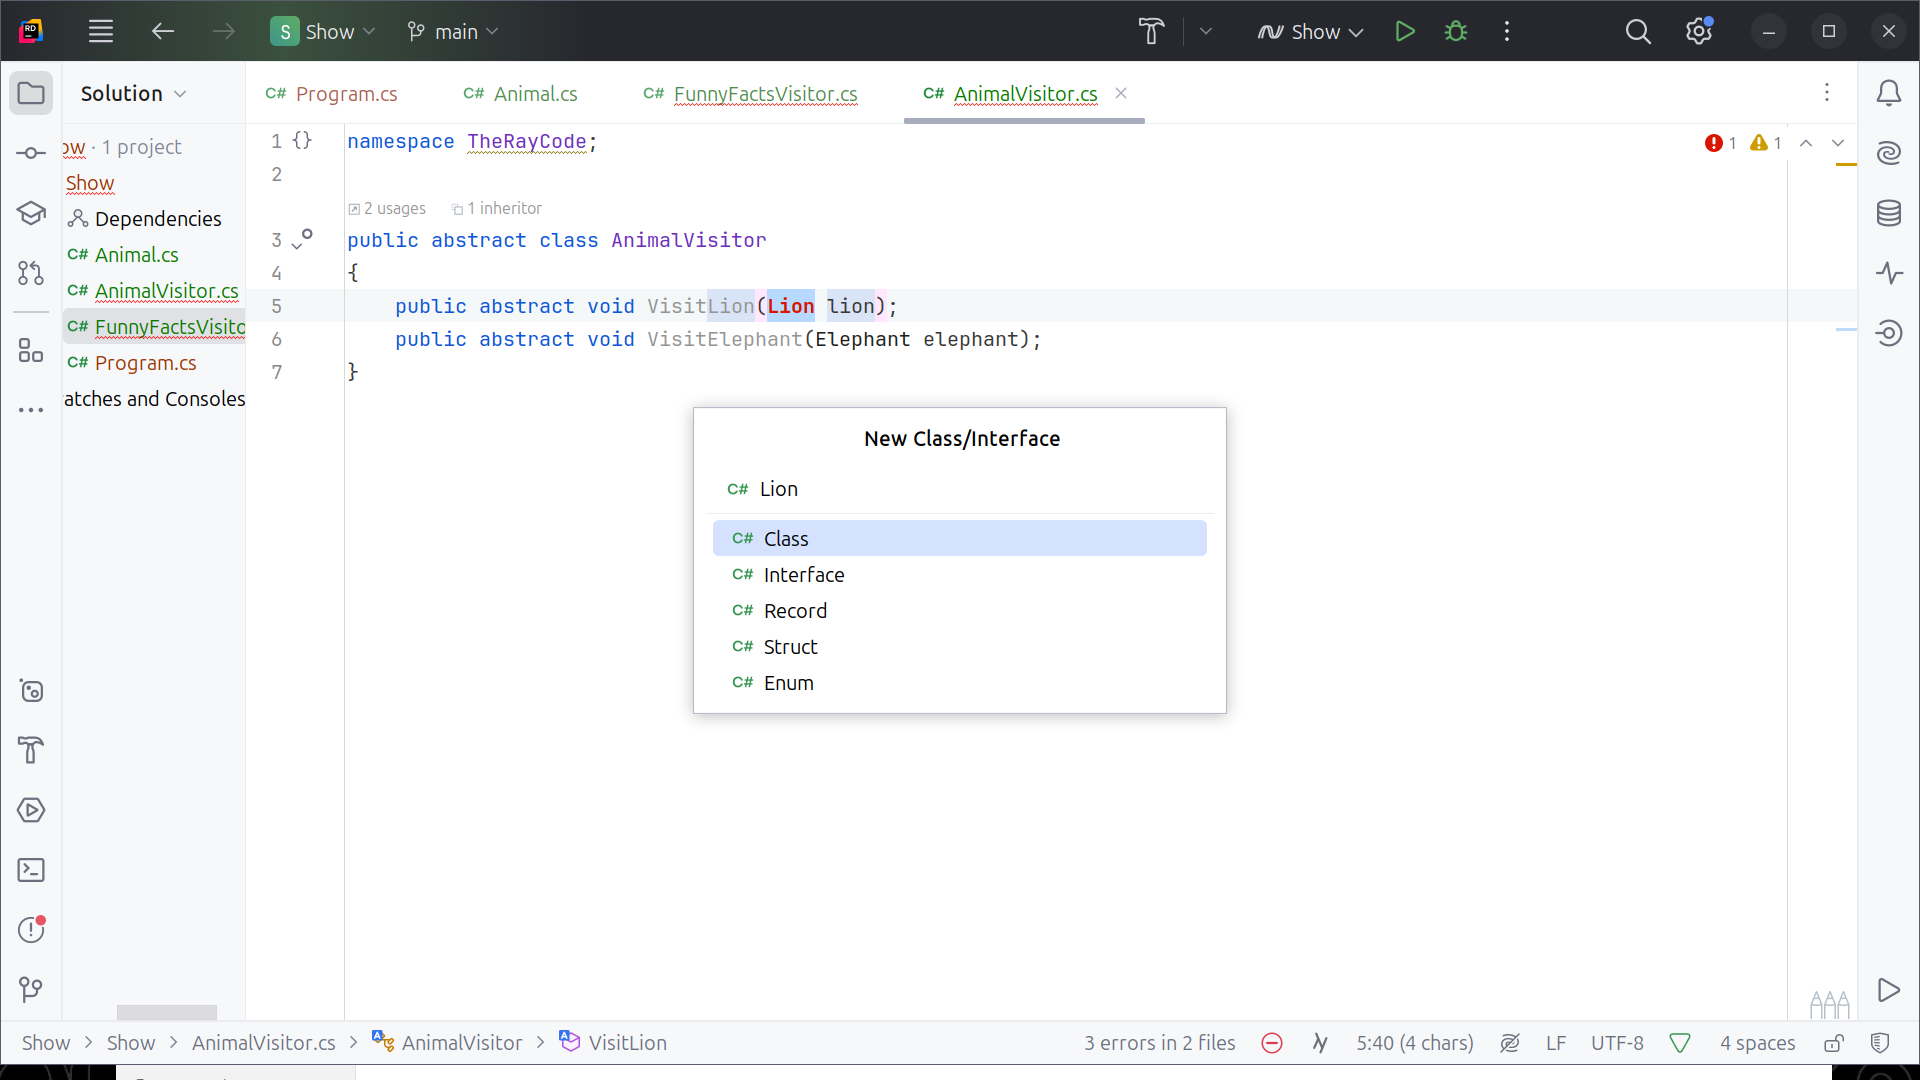 RD
S Show main
Show
Solution
C# Program.cs
C# Animal.cs
C# FunnyFactsVisitor.cs
C# AnimalVisitor.cs
ow · 1 project
Show
Dependencies
C# Animal.cs
C# AnimalVisitor.cs
C# FunnyFactsVisito
C# Program.cs
atches and Consoles
1 {} namespace TheRayCode;
2
2 usages 1 inheritor
3 public abstract class AnimalVisitor
4 {
5 public abstract void VisitLion(Lion lion);
6 public abstract void VisitElephant(Elephant elephant);
7 }
1 1
New Class/Interface
C# Lion
C# Class
C# Interface
C# Record
C# Struct
C# Enum
Show > Show > AnimalVisitor.cs > AnimalVisitor > VisitLion
3 errors in 2 files 5:40 (4 chars) LF UTF-8 4 spaces